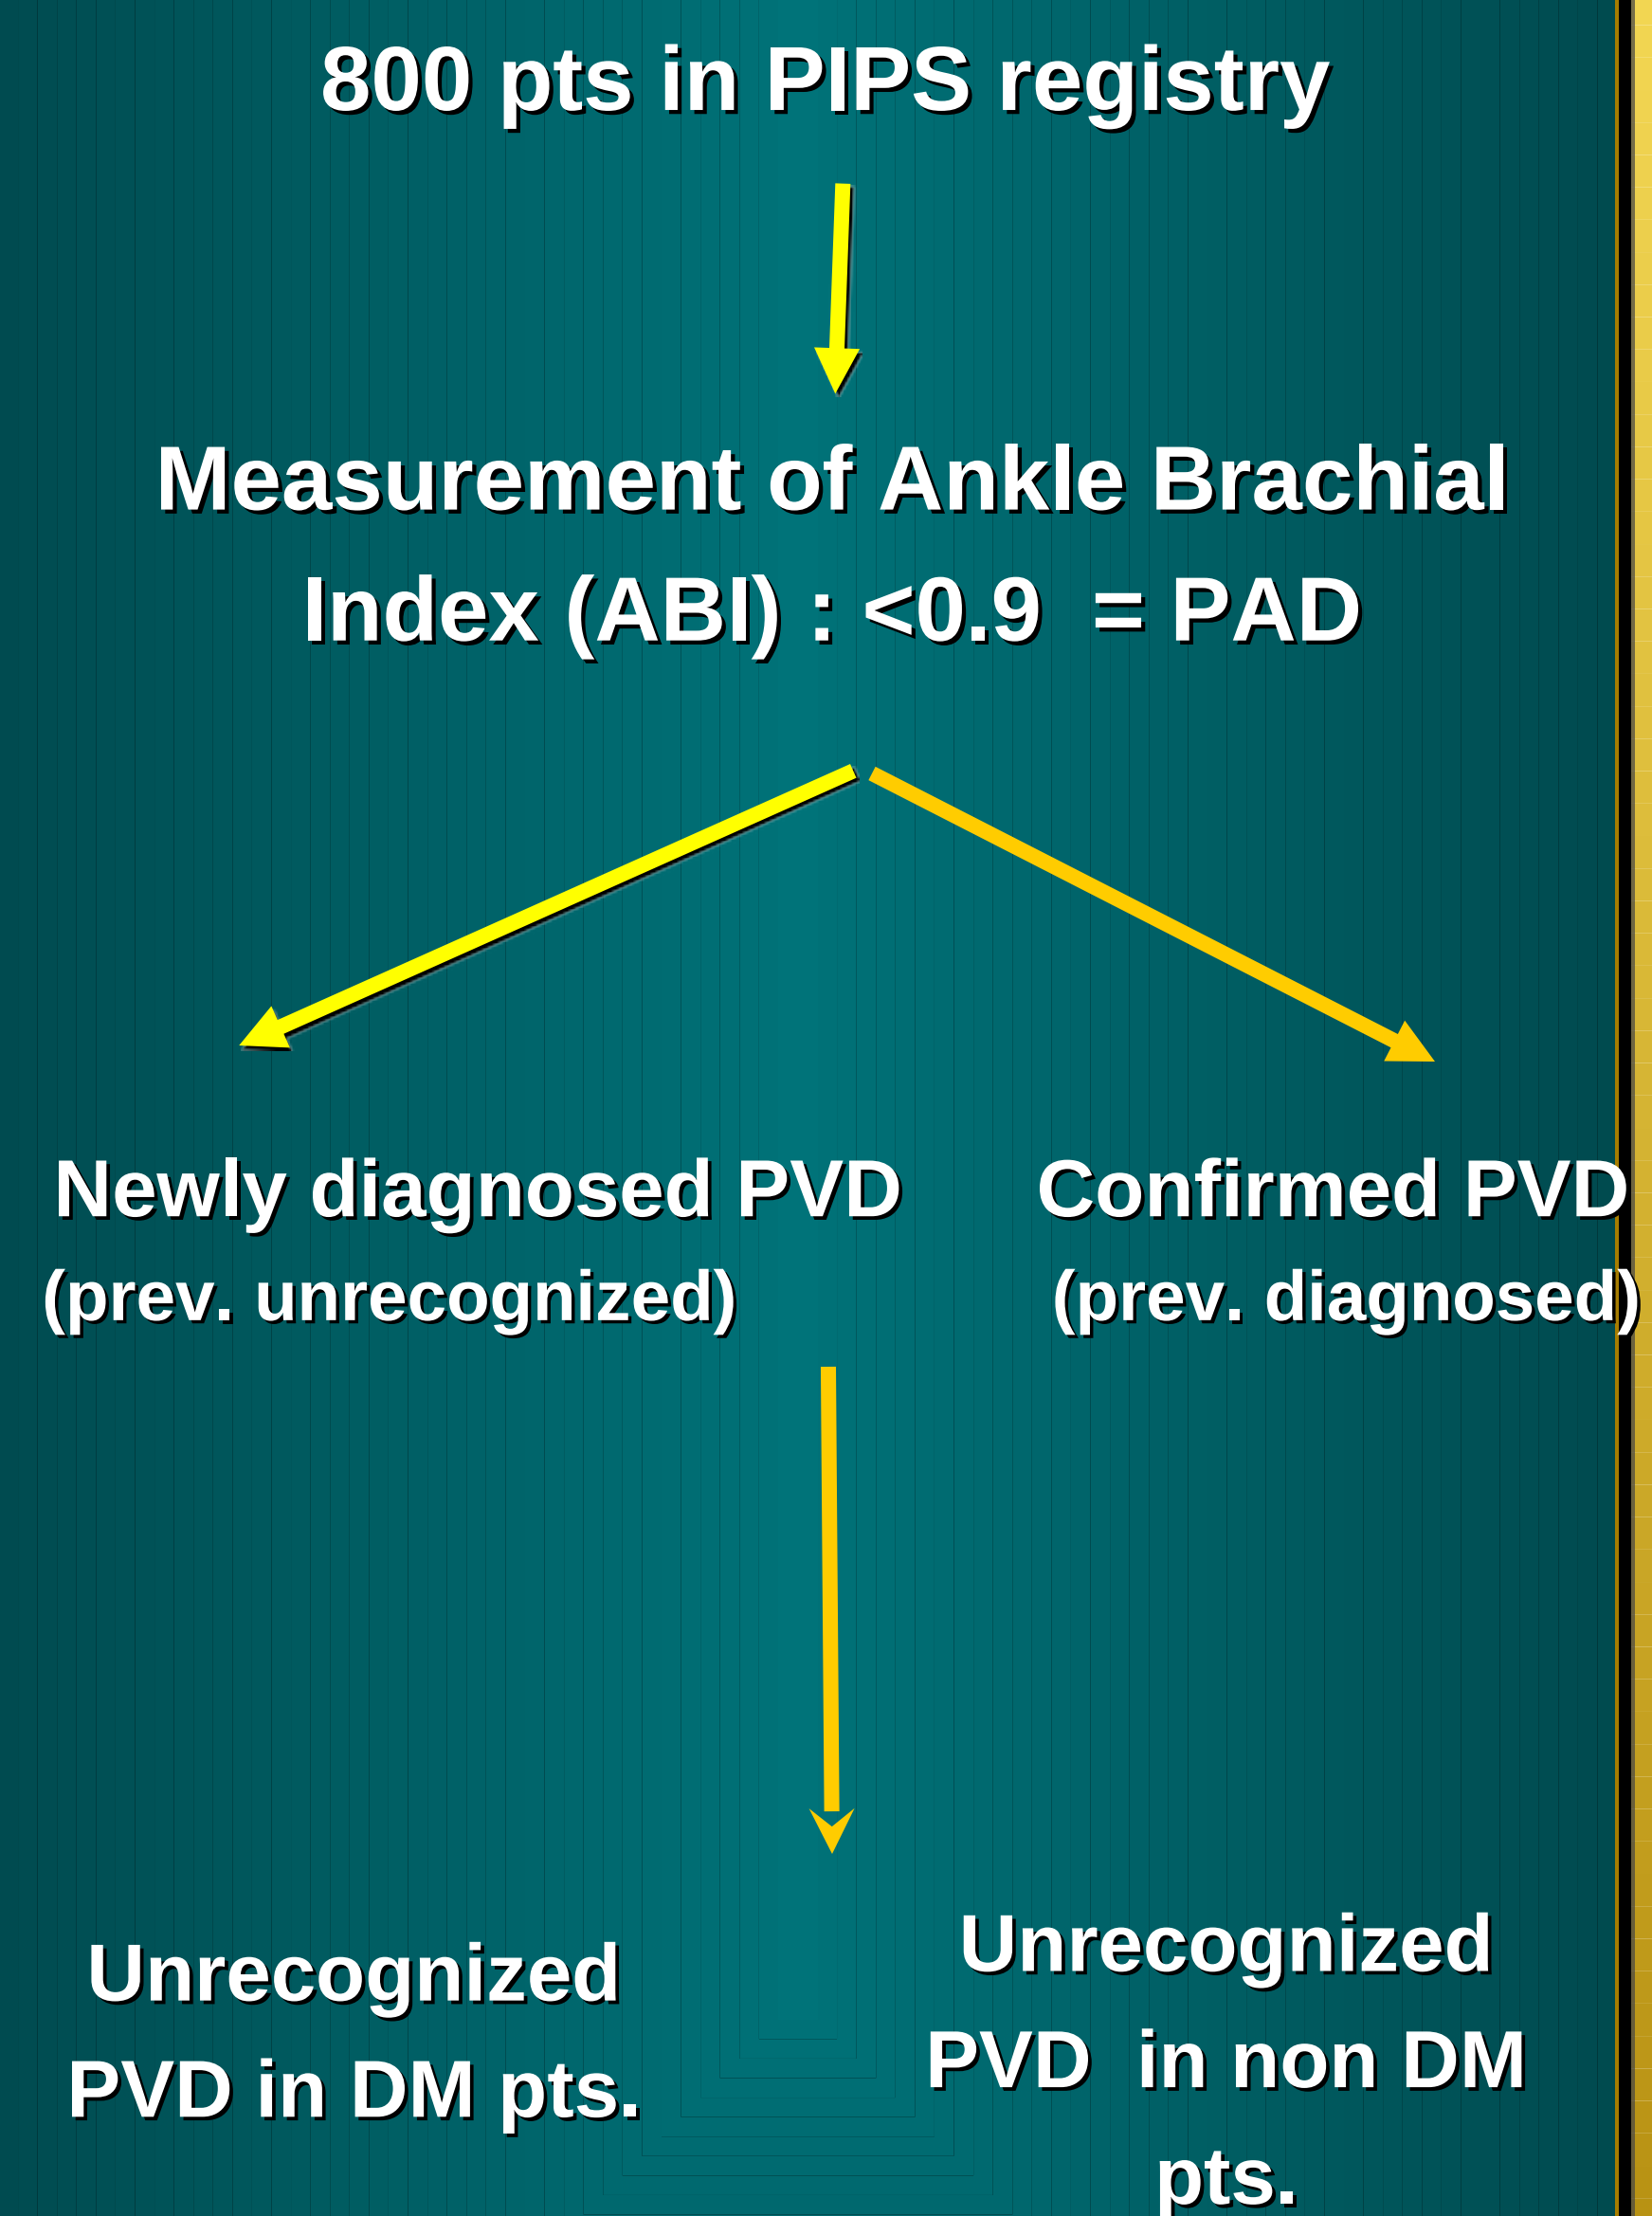 800 pts in PIPS registry
Measurement of Ankle Brachial
Index (ABI) : <0.9  = PAD
Newly diagnosed PVD
(prev. unrecognized)
Confirmed PVD
(prev. diagnosed)
Unrecognized
PVD in DM pts.
Unrecognized
PVD  in non DM
pts.